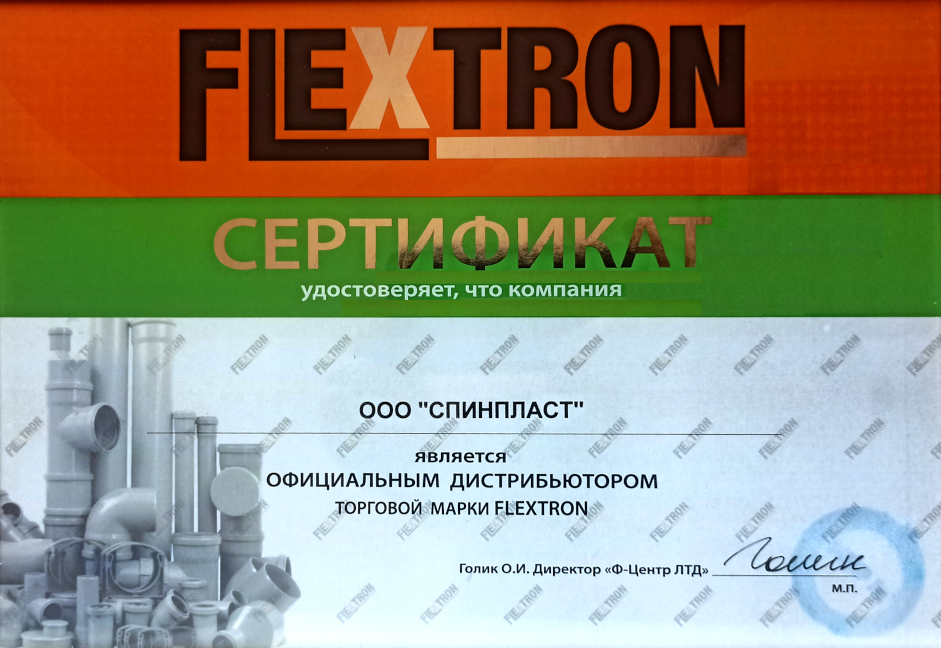 FLEXTRON
СЕРТИФИКАТ
удостоверяет, что компания
ООО "СПИНПЛАСТ"
является
ОФИЦИАЛЬНЫМ ДИСТРИБЬЮТОРОМ
ТОРГОВОЙ МАРКИ FLEXTRON
Голик О.И. Директор «Ф-Центр ЛТД»
М.П.